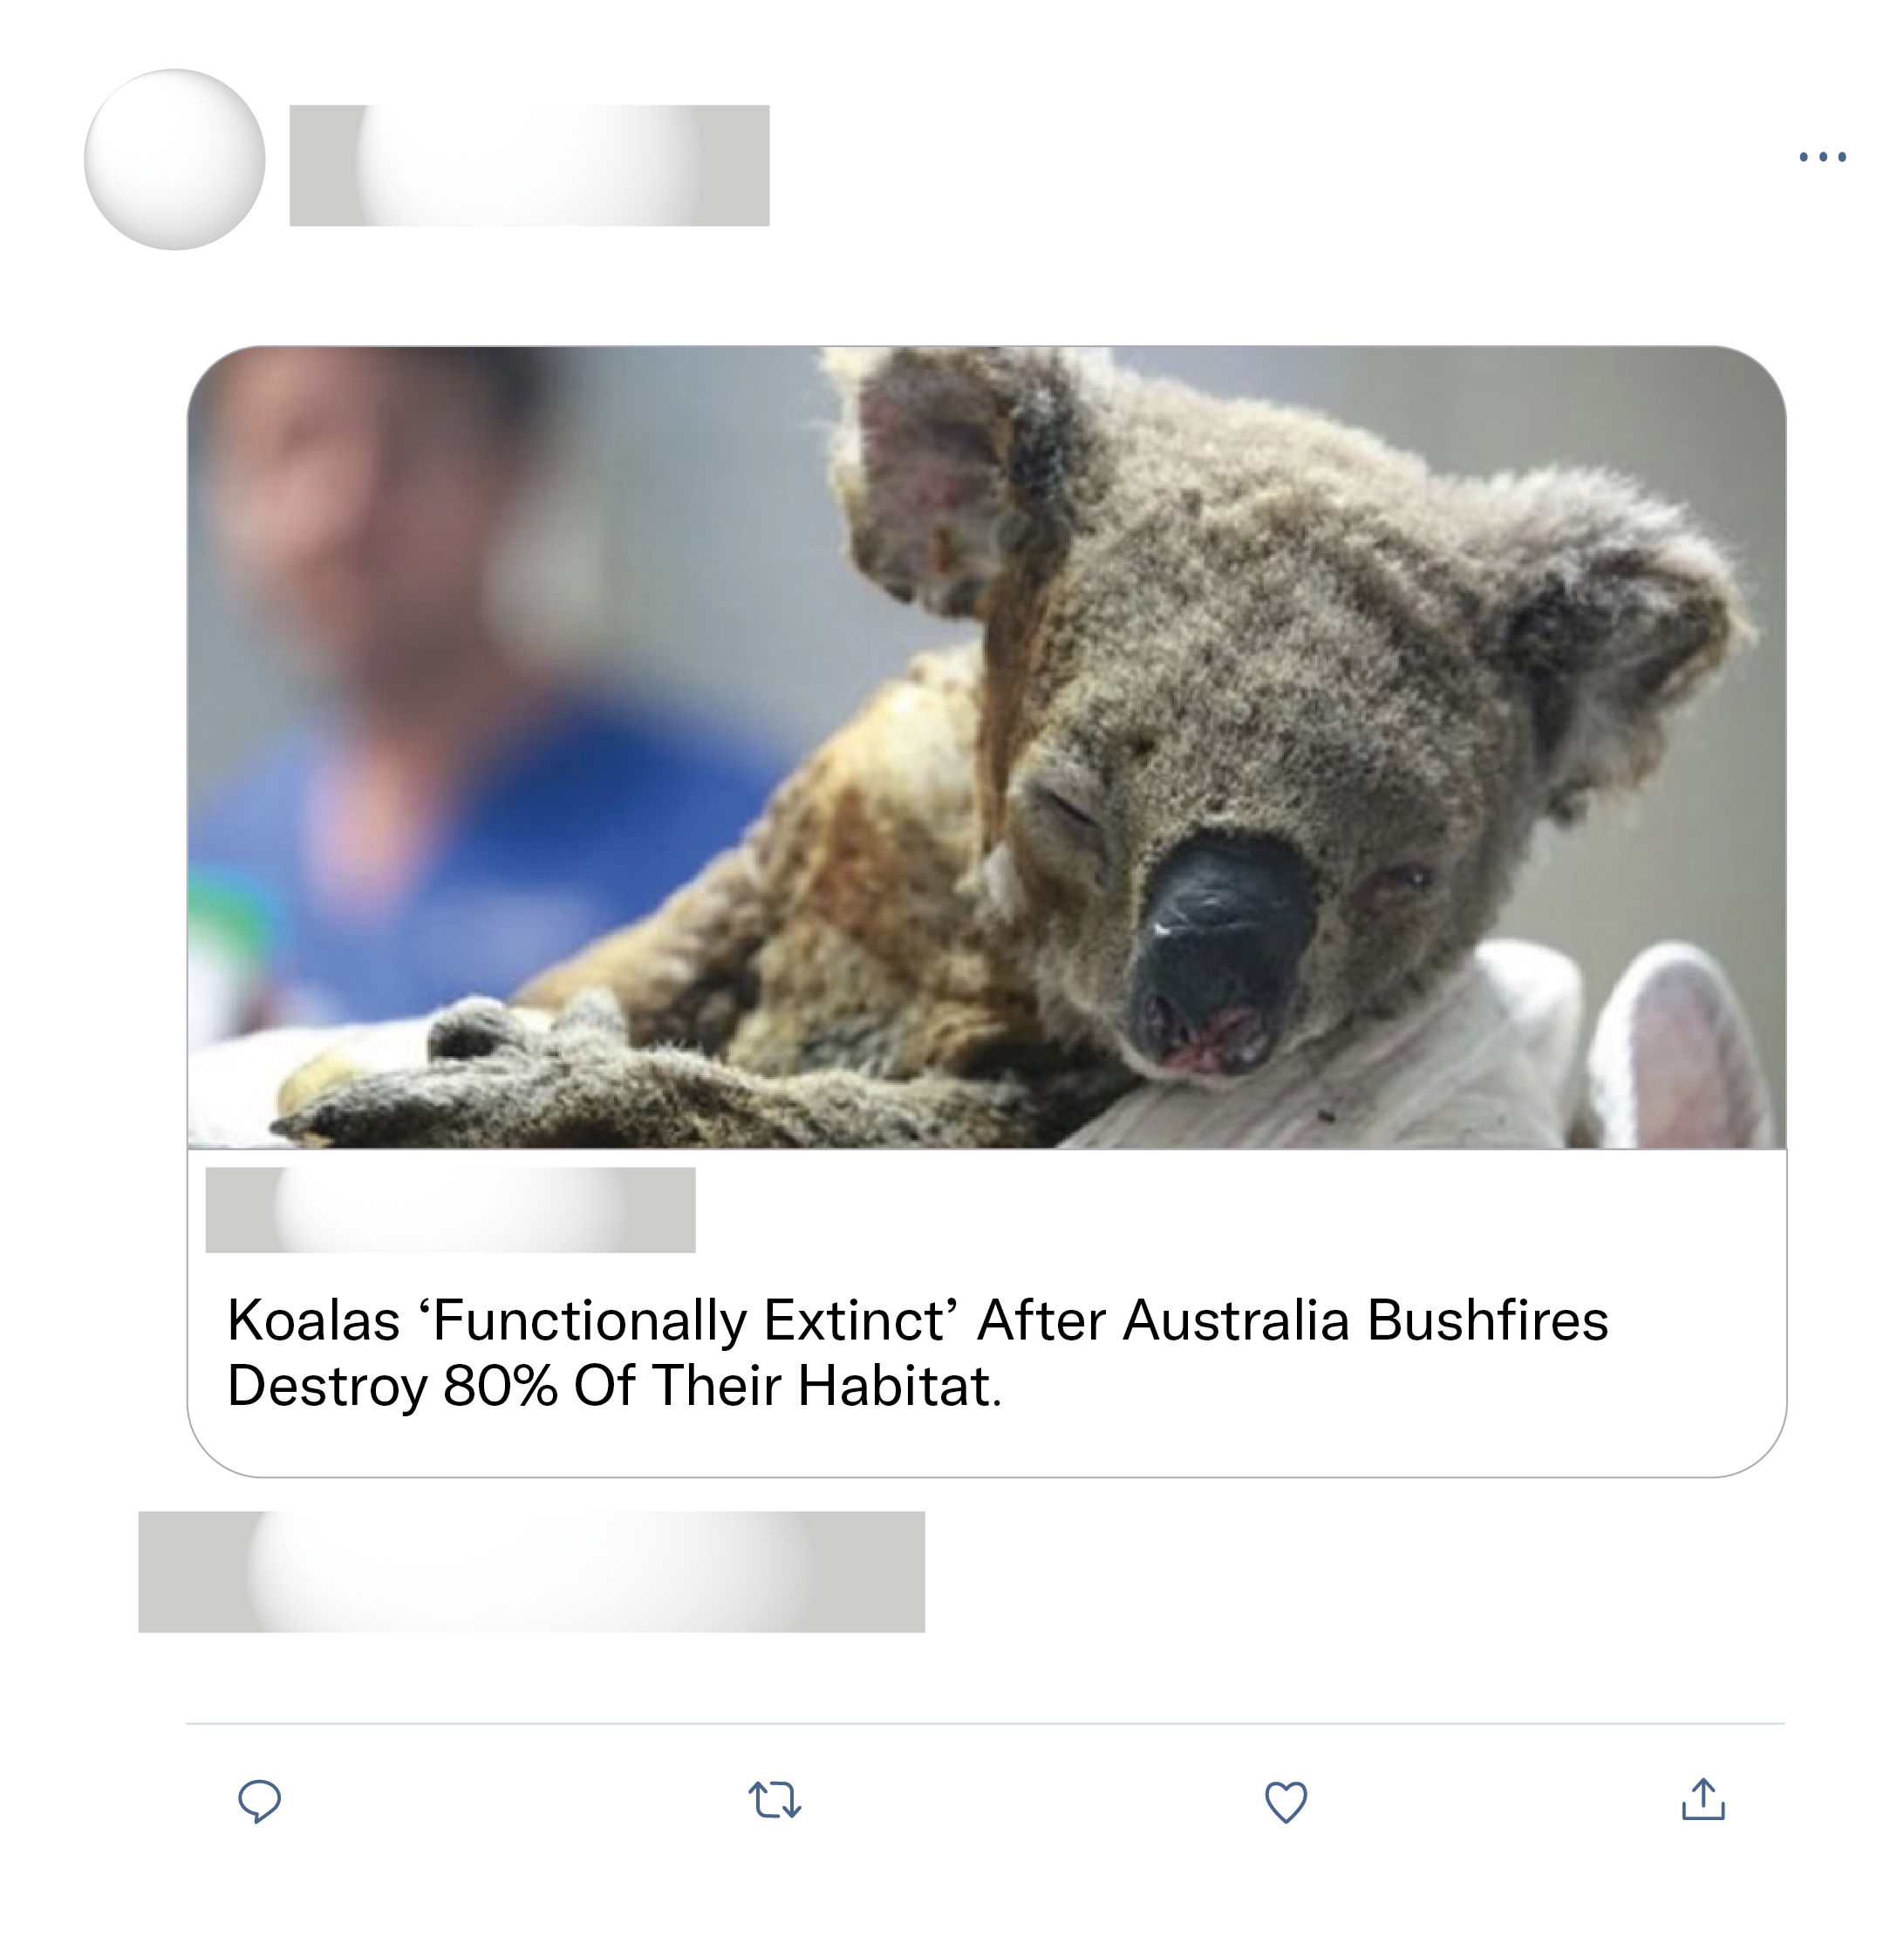 Koalas ‘Functionally Extinct’ After Australia Bushfires
Destroy 80% Of Their Habitat.